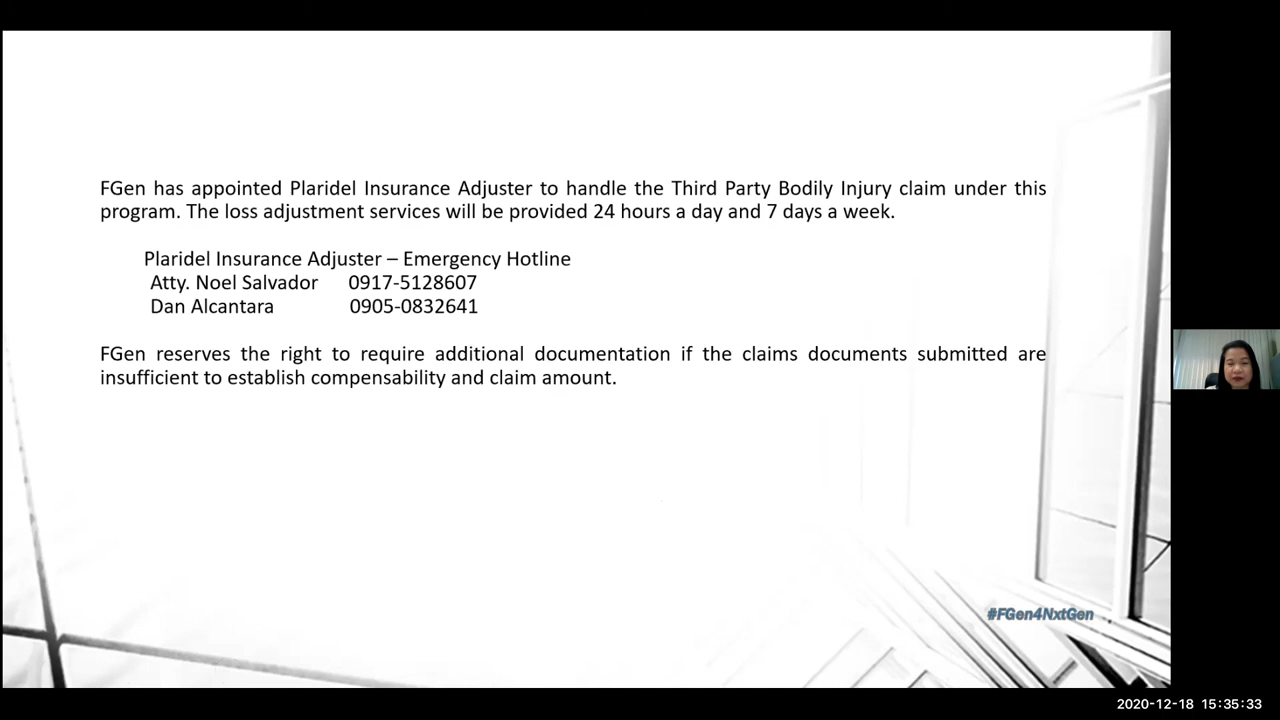 FGen has appointed Plaridel Insurance Adjuster to handle the Third Party Bodily Injury claim under this
program. The loss adjustment services will be provided 24 hours a day and 7 days a week.
Plaridel Insurance Adjuster – Emergency Hotline
Atty. Noel Salvador 0917-5128607
Dan Alcantara 0905-0832641
FGen reserves the right to require additional documentation if the claims documents submitted are
insufficient to establish compensability and claim amount.
#FGen4NxtGen
2020-12-18 15:35:33